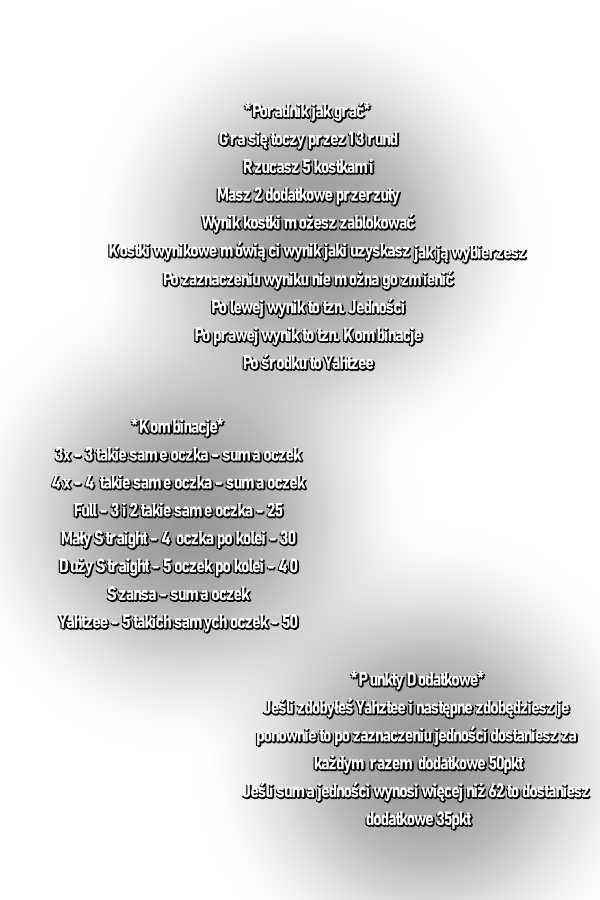 *Poradnik jak grać*
Gra się toczy przez 13 rund
Rzucasz 5 kostkami
Masz 2 dodatkowe przerzuty
Wynik kostki możesz zablokować
Kostki wynikowe mówią ci wynik jaki uzyskasz jak ją wybierzesz
Po zaznaczeniu wyniku nie można go zmienić
Po lewej wynik to tzn. Jedności
Po prawej wynik to tzn. Kombinacje
Po środku to Yahtzee
*Kombinacje*
3x - 3 takie same oczka - suma oczek
4x - 4 takie same oczka - suma oczek
Full - 3 i 2 takie same oczka - 25
Mały Straight - 4 oczka po kolei - 30
Duży Straight - 5 oczek po kolei - 40
Szansa - suma oczek
Yahtzee - 5 takich samych oczek - 50
*Punkty Dodatkowe*
Jeśli zdobyłeś Yahztee i następne zdobędziesz je
ponownie to po zaznaczeniu jedności dostaniesz za
każdym razem dodatkowe 50pkt
Jeśli suma jedności wynosi więcej niż 62 to dostaniesz
dodatkowe 35pkt